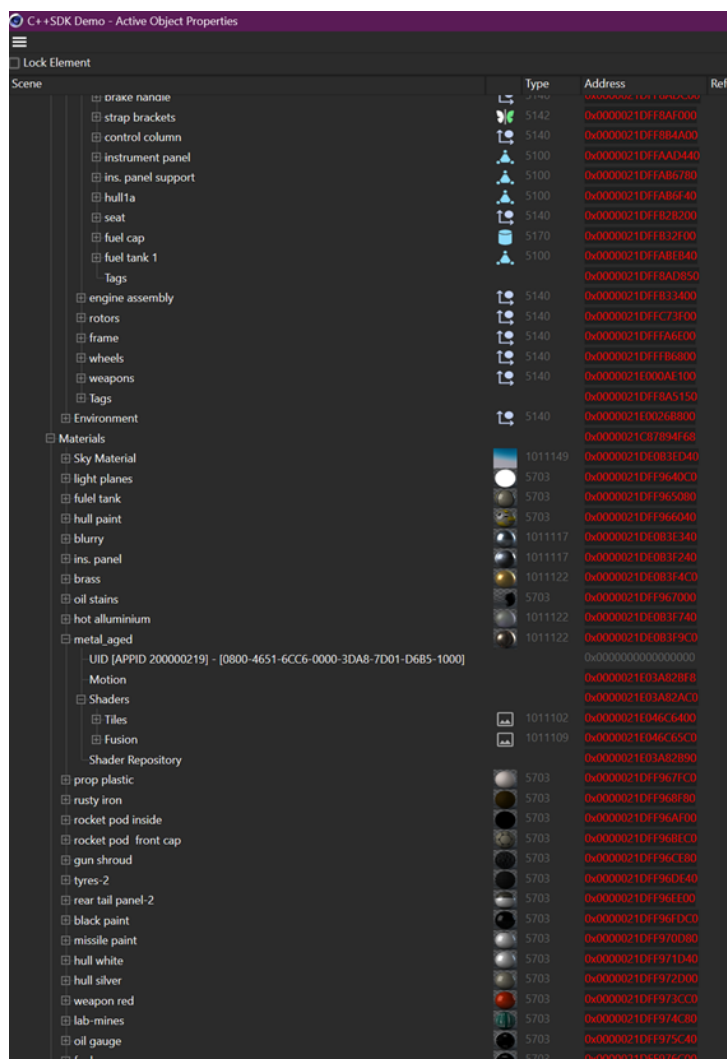 C++SDK Demo - Active Object Properties
Lock Element
Scene Type Address Ref
brake handle 5140
strap brackets 5142 0x0000021DFF8AF000
control column 5140 0x0000021DFF8B4A00
instrument panel 5100 0x0000021DFFAAD440
ins. panel support 5100 0x0000021DFFAB6780
hull1a 5100 0x0000021DFFAB6F40
seat 5140 0x0000021DFFB2B200
fuel cap 5170 0x0000021DFFB32F00
fuel tank 1 5100 0x0000021DFFABEB40
Tags 0x0000021DFF8AD850
engine assembly 5140 0x0000021DFFB33400
rotors 5140 0x0000021DFFC73F00
frame 5140 0x0000021DFFFA6E00
wheels 5140 0x0000021DFFFB6800
weapons 5140 0x0000021E000AE100
Tags 0x0000021DFF8A5150
Environment 5140 0x0000021E0026B800
Materials 0x0000021C87894F68
Sky Material 1011149 0x0000021DE0B3ED40
light planes 5703 0x0000021DFF9640C0
fulel tank 5703 0x0000021DFF965080
hull paint 5703 0x0000021DFF966040
blurry 1011117 0x0000021DE0B3E340
ins. panel 1011117 0x0000021DE0B3F240
brass 1011122 0x0000021DE0B3F4C0
oil stains 5703 0x0000021DFF967000
hot alluminium 1011122 0x0000021DE0B3F740
metal_aged 1011122 0x0000021DE0B3F9C0
UID [APPID 200000219] - [0800-4651-6CC6-0000-3DA8-7D01-D6B5-1000] 0x0000000000000000
Motion 0x0000021E03A82BF8
Shaders 0x0000021E03A82AC0
Tiles 1011102 0x0000021E046C6400
Fusion 1011109 0x0000021E046C65C0
Shader Repository 0x0000021E03A82B90
prop plastic 5703 0x0000021DFF967FC0
rusty iron 5703 0x0000021DFF968F80
rocket pod inside 5703 0x0000021DFF96AF00
rocket pod front cap 5703 0x0000021DFF96BEC0
gun shroud 5703 0x0000021DFF96CE80
tyres-2 5703 0x0000021DFF96DE40
rear tail panel-2 5703 0x0000021DFF96EE00
black paint 5703 0x0000021DFF96FDC0
missile paint 5703 0x0000021DFF970D80
hull white 5703 0x0000021DFF971D40
hull silver 5703 0x0000021DFF972D00
weapon red 5703 0x0000021DFF973CC0
lab-mines 5703 0x0000021DFF974C80
oil gauge 5703 0x0000021DFF975C40